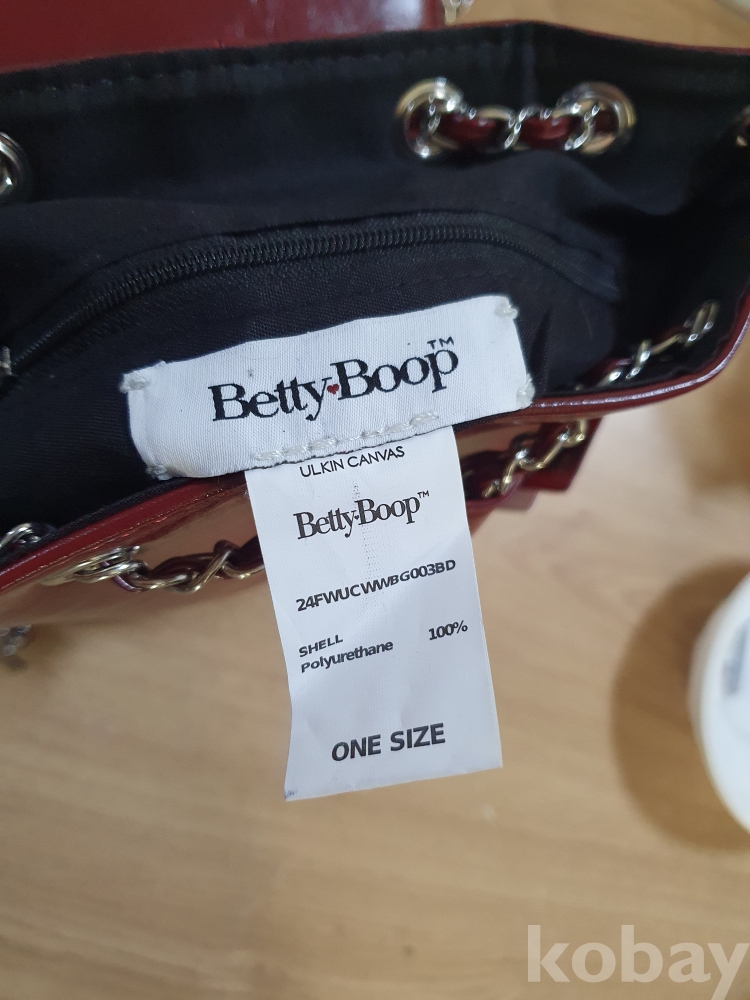 Betty Boop™
ULKIN CANVAS
Betty Boop™
24FWUCWWBG003BD
SHELL
Polyurethane 100%
ONE SIZE
kobay